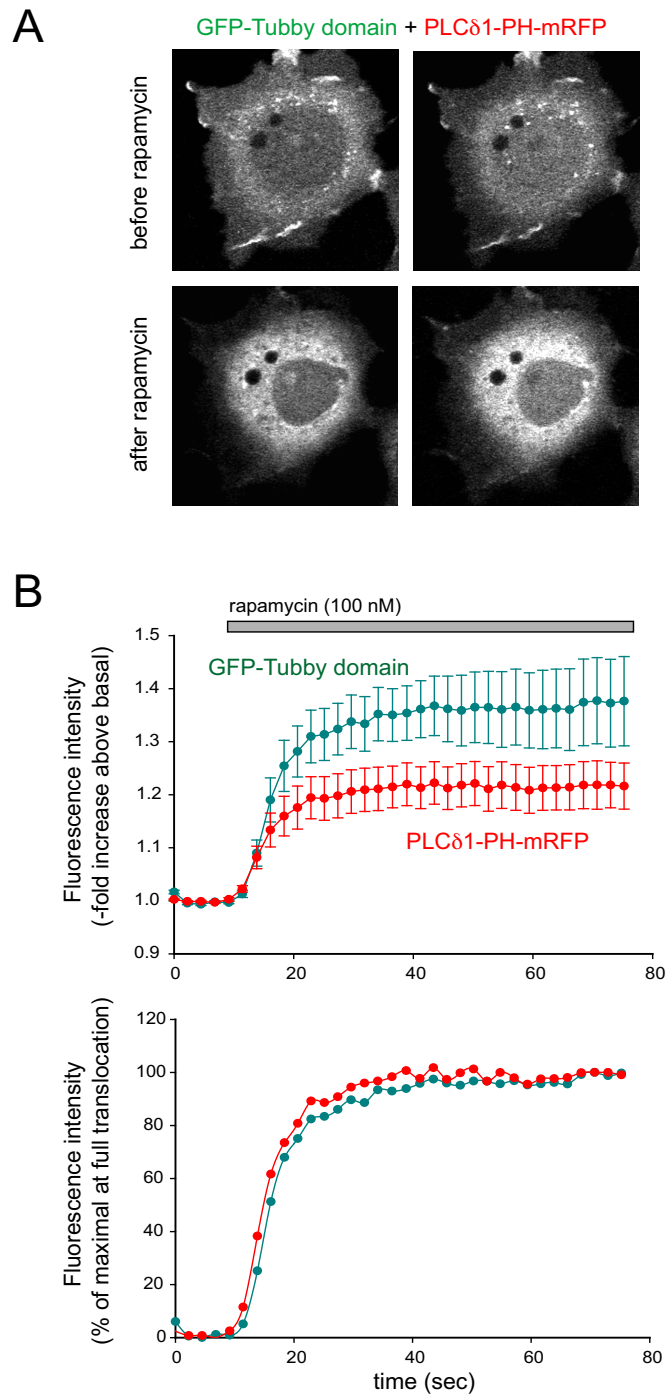 A
GFP-Tubby domain + PLCδ1-PH-mRFP
before rapamycin
after rapamycin
B
rapamycin (100 nM)
1.5
1.4
1.3
1.2
1.1
1.0
0.9
Fluorescence intensity
(-fold increase above basal)
GFP-Tubby domain
PLCδ1-PH-mRFP
0
20
40
60
80
120
100
80
60
40
20
0
Fluorescence intensity
(% of maximal at full translocation)
0
20
40
60
80
time (sec)